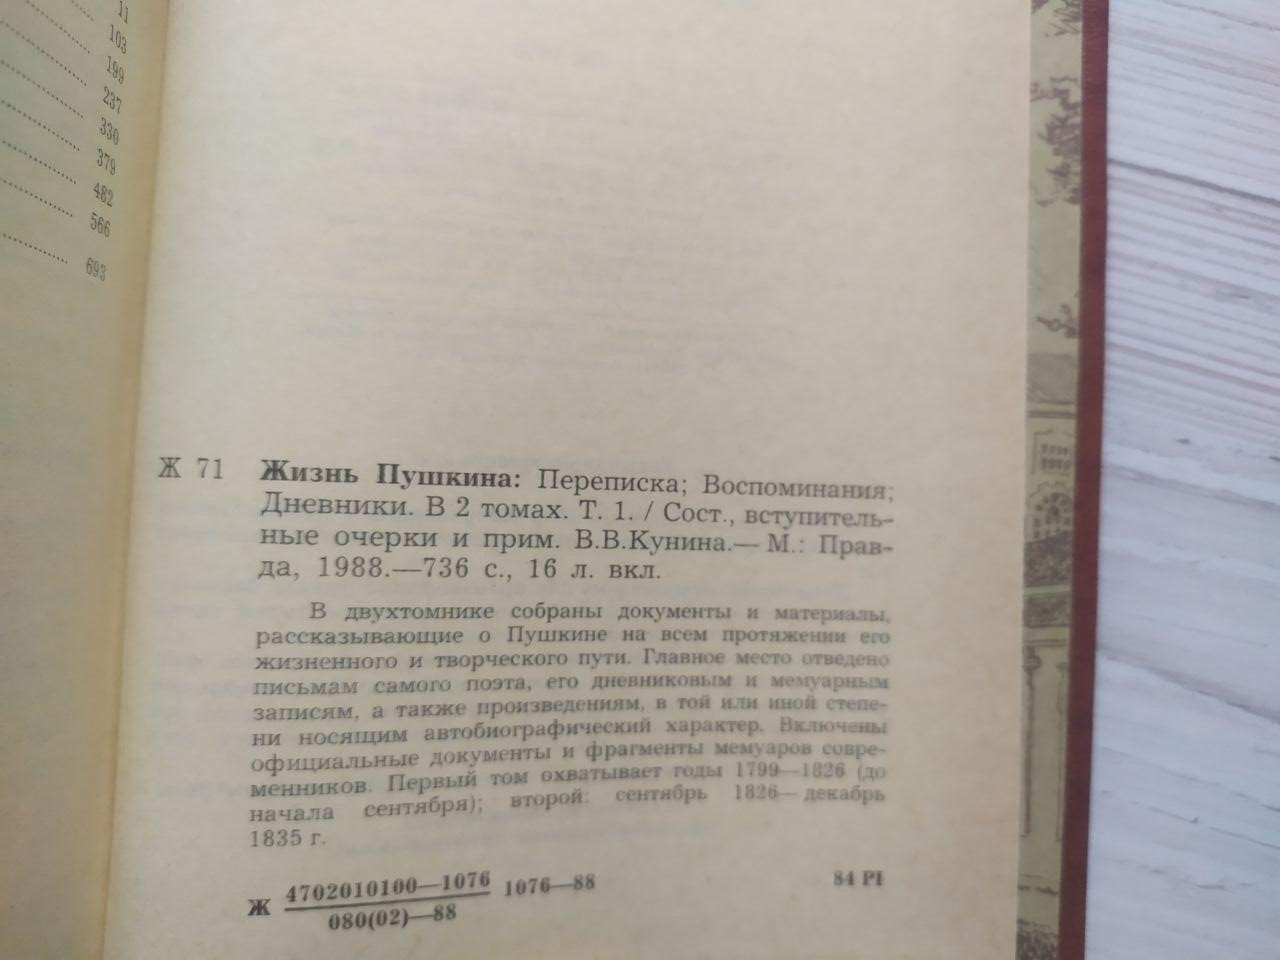 11
103
199
237
330
379
482
566
693
Ж 71 Жизнь Пушкина: Переписка; Воспоминания;
Дневники. В 2 томах. Т. 1. / Сост., вступитель-
ные очерки и прим. В.В.Кунина.— М.: Прав-
да, 1988.—736 с., 16 л. вкл.
В двухтомнике собраны документы и материалы,
рассказывающие о Пушкине на всем протяжении его
жизненного и творческого пути. Главное место отведено
письмам самого поэта, его дневниковым и мемуарным
записям, а также произведениям, в той или иной степе-
ни носящим автобиографический характер. Включены
официальные документы и фрагменты мемуаров совре-
менников. Первый том охватывает годы 1799—1826 (до
начала сентября); второй: сентябрь 1826— декабрь
1835 г.
Ж 4702010100—1076 1076—88 84 PI
080(02)—88